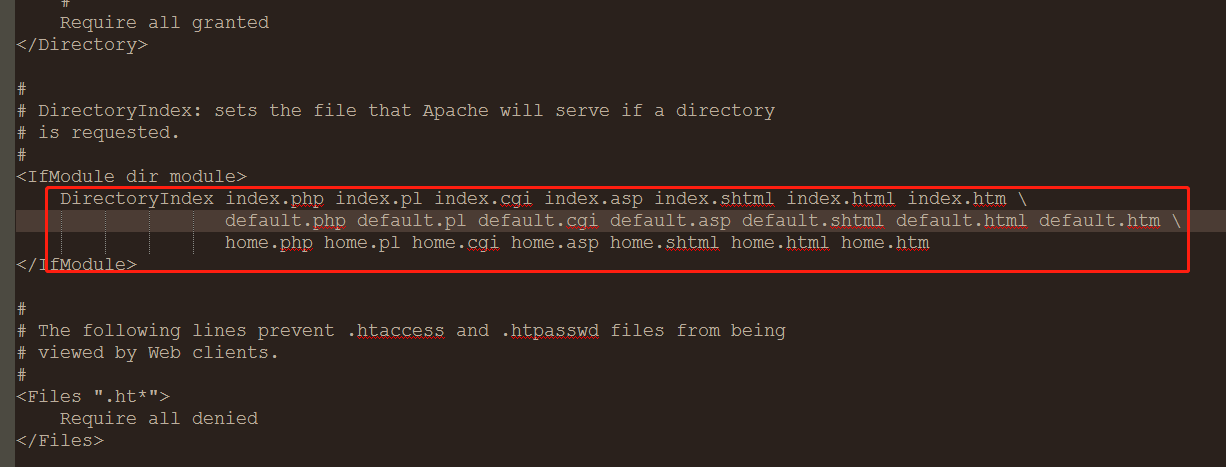 #
Require all granted
</Directory>
#
# DirectoryIndex: sets the file that Apache will serve if a directory
# is requested.
#
<IfModule dir_module>
DirectoryIndex index.php index.pl index.cgi index.asp index.shtml index.html index.htm \
default.php default.pl default.cgi default.asp default.shtml default.html default.htm \
home.php home.pl home.cgi home.asp home.shtml home.html home.htm
</IfModule>
#
# The following lines prevent .htaccess and .htpasswd files from being
# viewed by Web clients.
#
<Files ".ht*">
Require all denied
</Files>